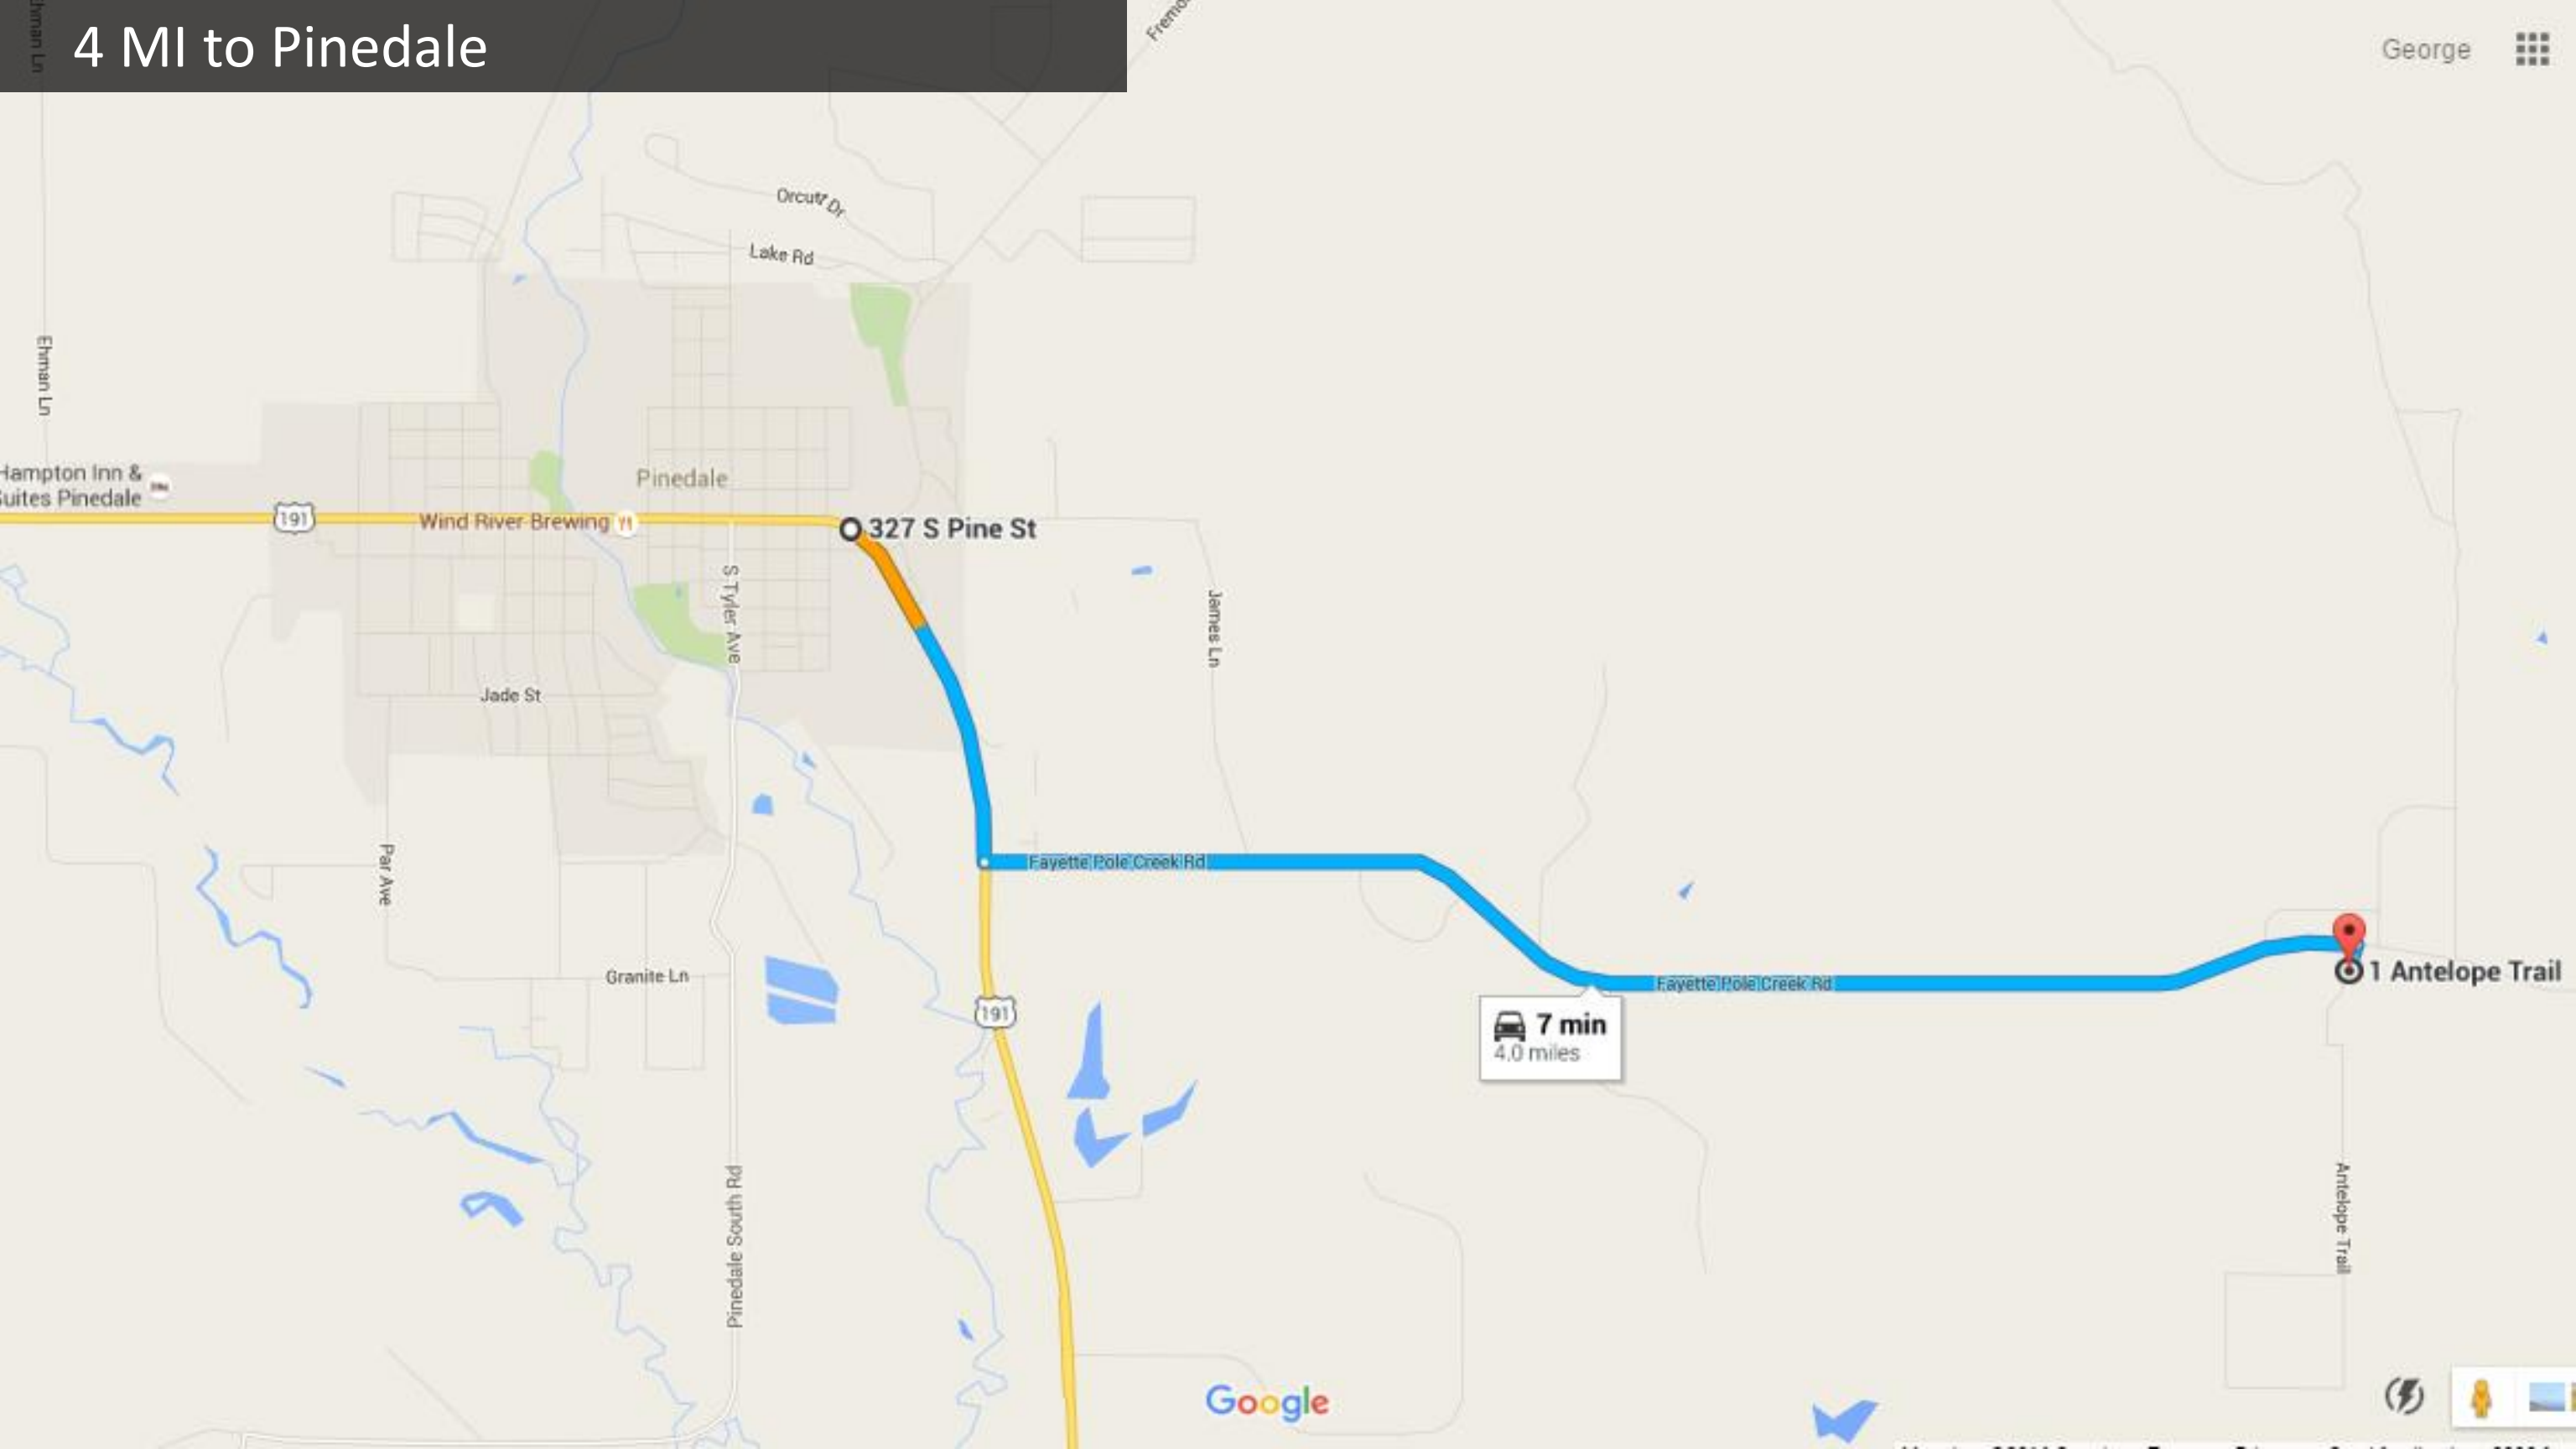 4 MI to Pinedale
George
Ehman Ln
Orcutt Dr
Lake Rd
Ehman Ln
Hampton Inn &
Suites Pinedale
Pinedale
191
Wind River Brewing
327 S Pine St
S Tyler Ave
James Ln
Jade St
Fayette Pole Creek Rd
Par Ave
Granite Ln
1 Antelope Trail
Fayette Pole Creek Rd
191
7 min
4.0 miles
Pinedale South Rd
Antelope Trail
Google